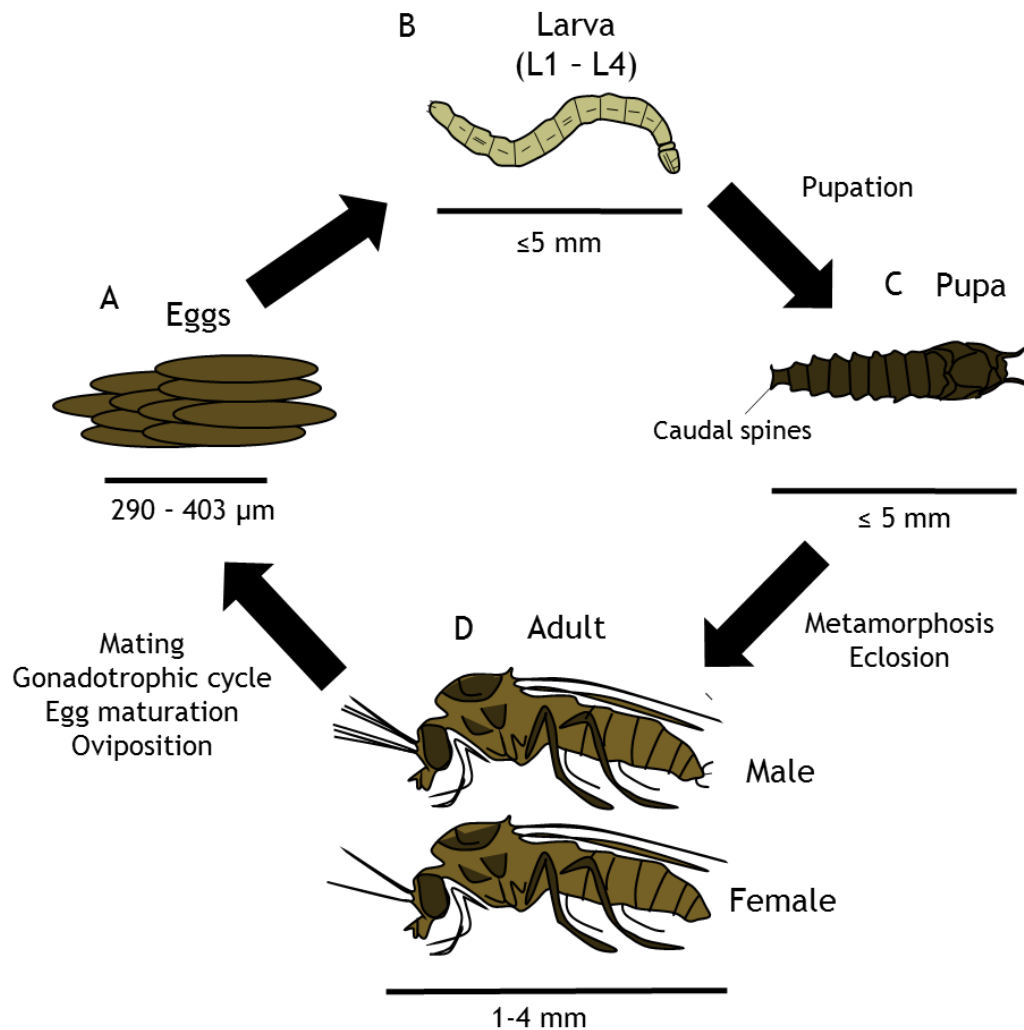 B
Larva
(L1 - L4)
≤5 mm
Pupation
C
Pupa
Caudal spines
≤ 5 mm
A
Eggs
290 - 403 µm
Metamorphosis
Eclosion
D
Adult
Male
Female
1-4 mm
Mating
Gonadotrophic cycle
Egg maturation
Oviposition